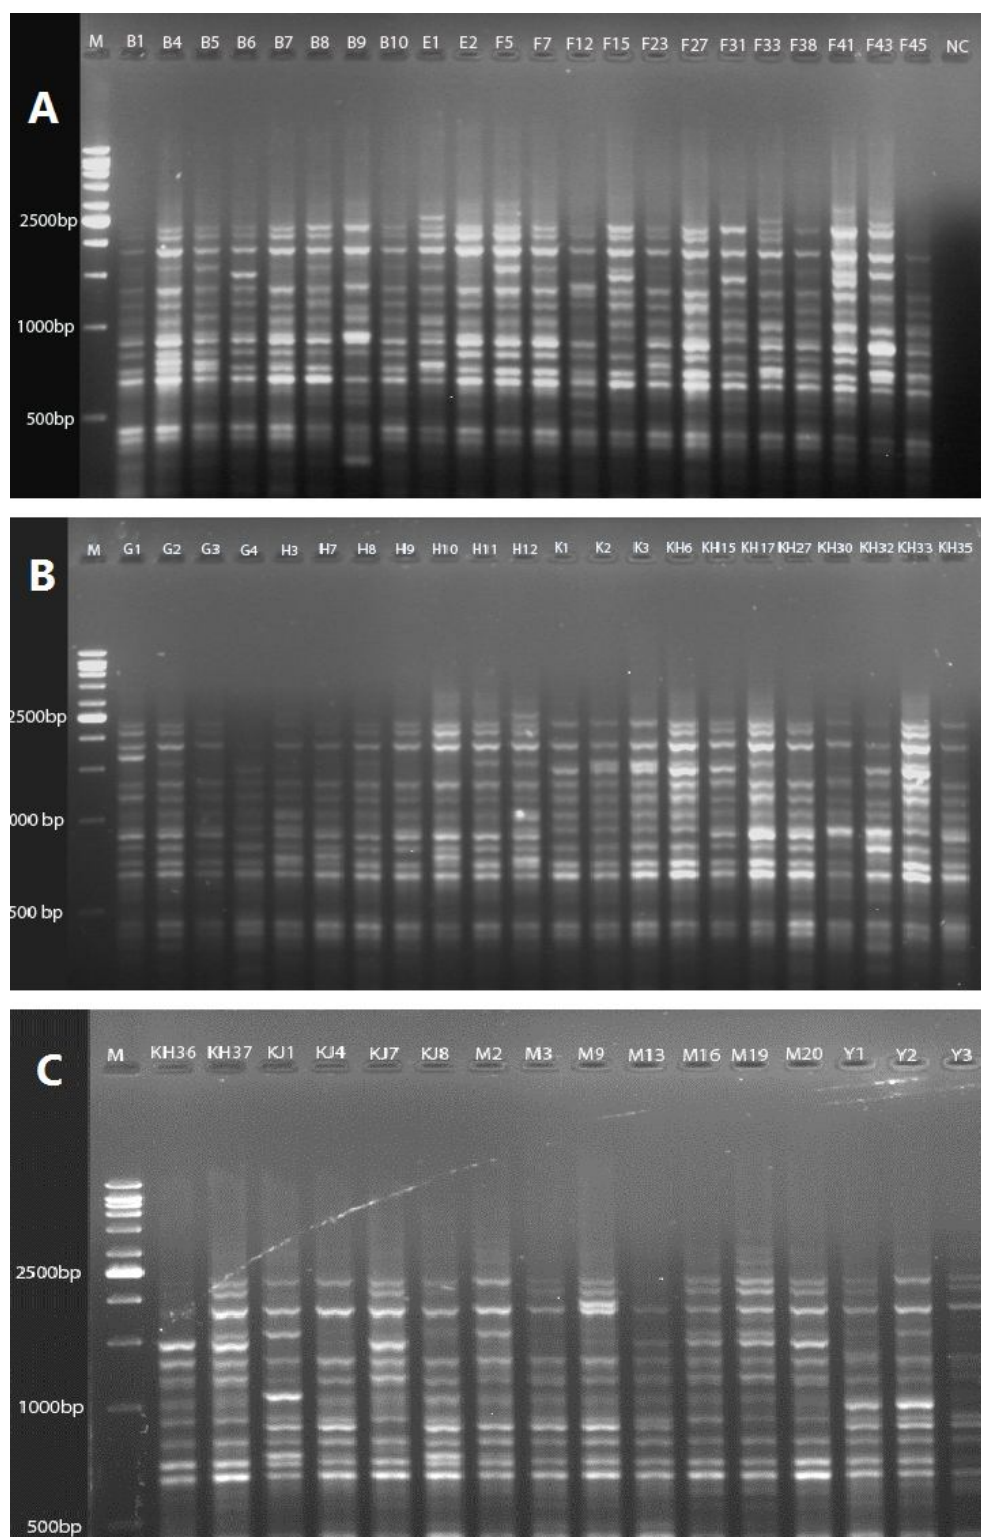 M B1 B4 B5 B6 B7 B8 B9 B10 E1 E2 F5 F7 F12 F15 F23 F27 F31 F33 F38 F41 F43 F45 NC
A
2500bp
1000bp
500bp
M G1 G2 G3 G4 H3 H7 H8 H9 H10 H11 H12 K1 K2 K3 KH6 KH15 KH17 KH27 KH30 KH32 KH33 KH35
B
2500bp
000 bp
500 bp
M KH36 KH37 KJ1 KJ4 KJ7 KJ8 M2 M3 M9 M13 M16 M19 M20 Y1 Y2 Y3
C
2500bp
1000bp
500bp